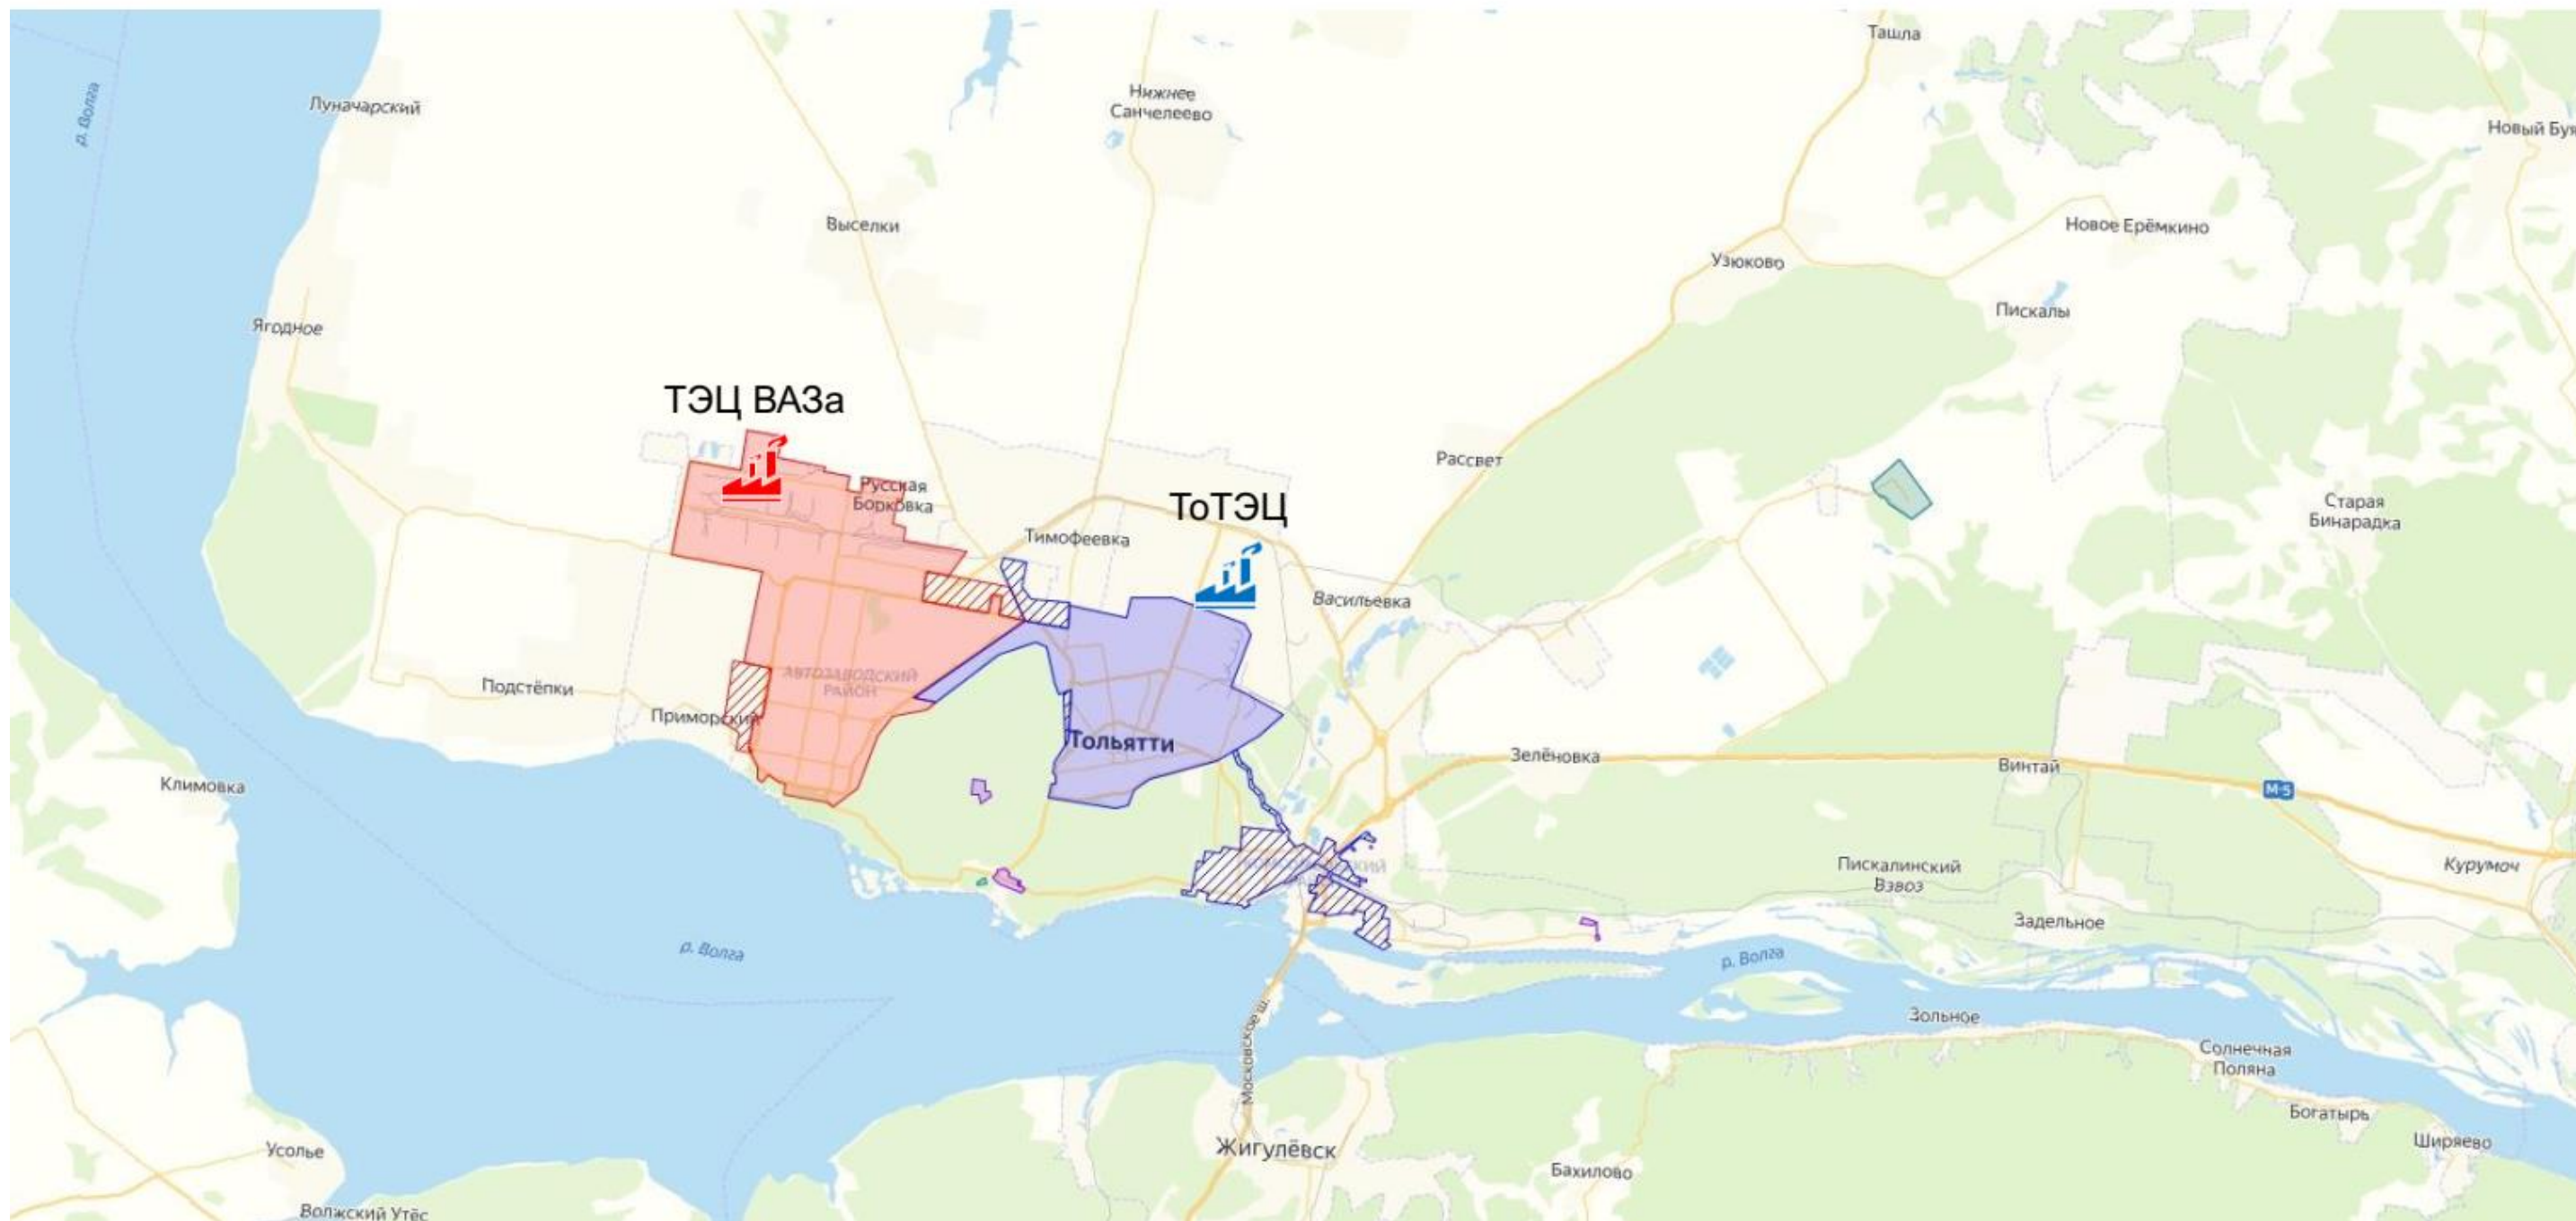 Ташла
р. Волга
Луначарский
Нижнее
Санчелеево
Новый Буя
Выселки
Новое Ерёмкино
Узюково
Пискалы
Ягодное
ТЭЦ ВАЗа
Рассвет
Русская
Борковка
ТоТЭЦ
Старая
Бинарадка
Тимофеевка
Васильевка
АВТОЗАВОДСКИЙ
РАЙОН
Подстёпки
Приморский
Тольятти
Зелёновка
Винтай
Климовка
М-5
Пискалинский
Взвоз
Курумоч
Задельное
р. Волга
р. Волга
Московское ш.
Зольное
Солнечная
Поляна
Богатырь
Жигулёвск
Ширяево
Усолье
Бахилово
Волжский Утёс